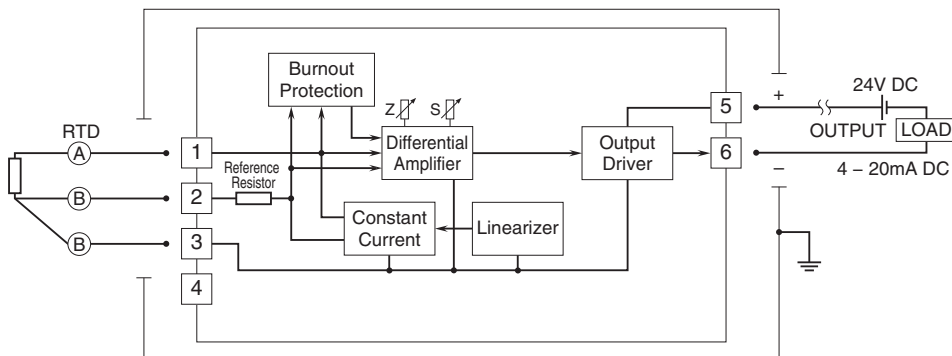 Burnout
Protection
Z
S
24V DC
+
5
RTD
OUTPUT
LOAD
A
1
Differential
Amplifier
Output
Driver
6
Reference
Resistor
4 – 20mA DC
–
B
2
Constant
Current
Linearizer
B
3
4